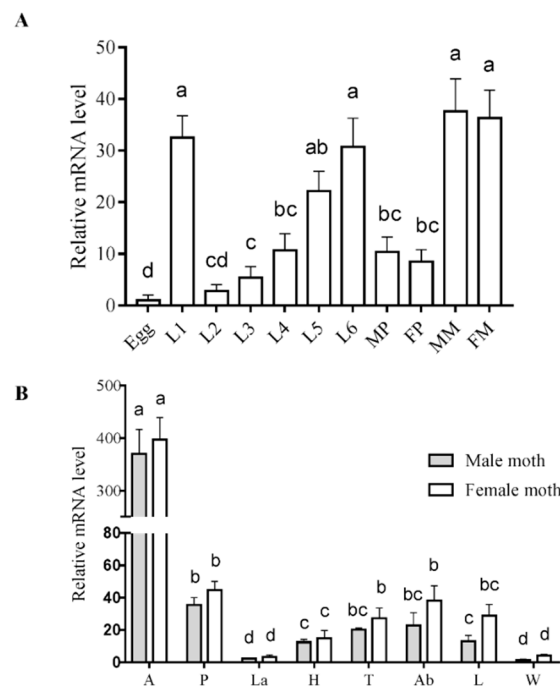 A
50
40
30
20
10
0
Relative mRNA level
d a cd c bc ab a bc bc a a
Egg L1 L2 L3 L4 L5 L6 MP FP MM FM
B
500
400
300
80
60
40
20
0
Relative mRNA level
a a b b d d c c bc b bc b c bc d d
Male moth
Female moth
A P La H T Ab L W